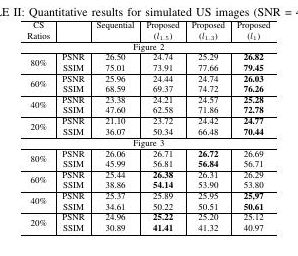 LE II: Quantitative results for simulated US images (SNR = 4
CS Sequential Proposed Proposed Proposed
Ratios (l1.5) (l1.3) (l1)
Figure 2
80% PSNR 26.50 24.74 25.29 26.82
SSIM 75.01 73.91 77.66 79.45
60% PSNR 25.96 24.44 24.74 26.03
SSIM 68.59 69.37 74.72 76.26
40% PSNR 23.38 24.21 24.57 25.28
SSIM 47.60 62.58 71.86 72.78
20% PSNR 21.10 23.72 24.42 24.77
SSIM 36.07 50.34 66.48 70.44
Figure 3
80% PSNR 26.06 26.71 26.72 26.69
SSIM 45.99 56.81 56.84 56.71
60% PSNR 25.44 26.38 26.31 26.29
SSIM 38.86 54.14 53.90 53.80
40% PSNR 25.37 25.89 25.95 25.97
SSIM 34.61 50.22 50.51 50.61
20% PSNR 24.96 25.22 25.20 25.12
SSIM 30.89 41.41 41.32 40.97